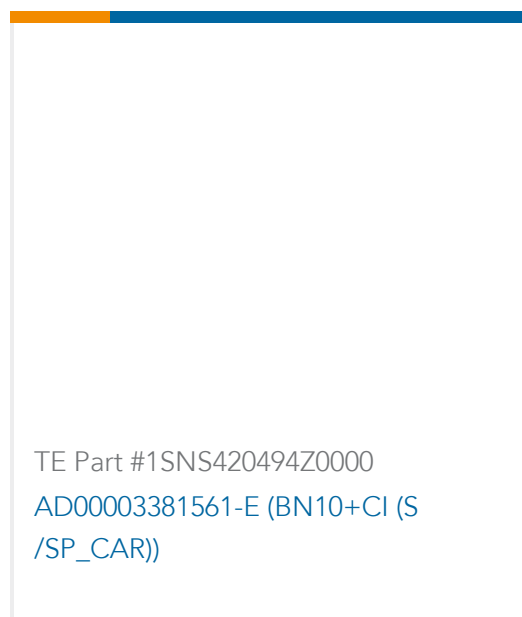 TE Part #1SNS420494Z0000
AD00003381561-E (BN10+CI (S
/SP_CAR))